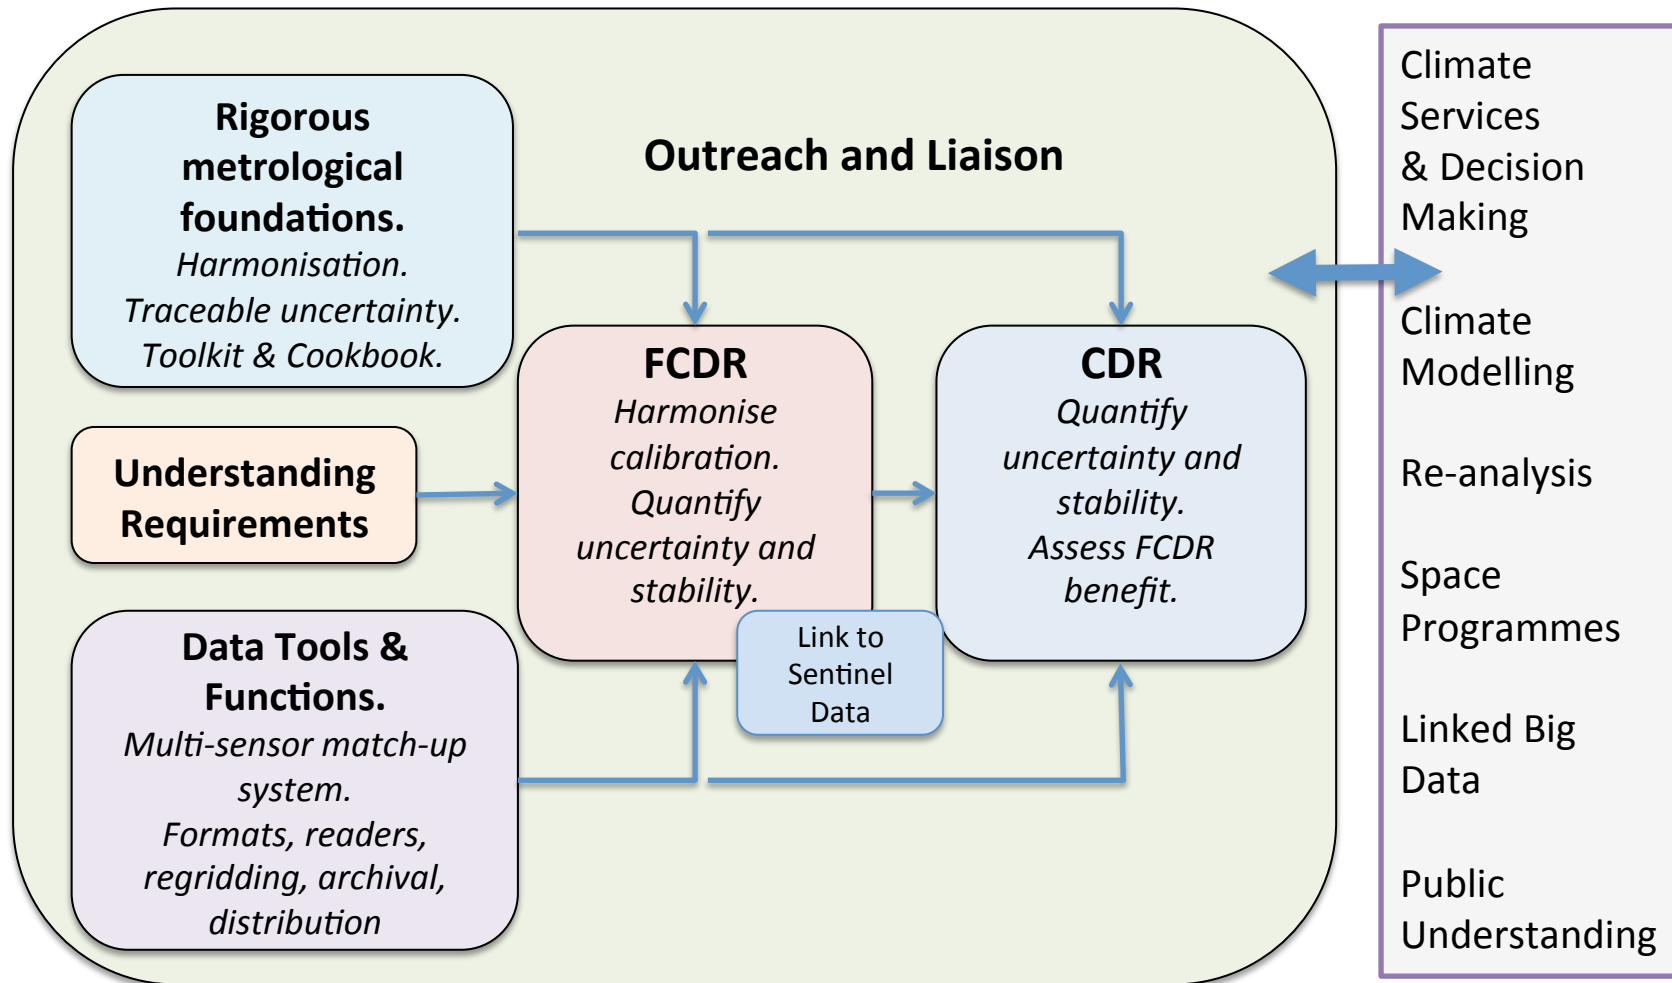 Rigorous
metrological
foundations.
Harmonisation.
Traceable uncertainty.
Toolkit & Cookbook.
Outreach and Liaison
Understanding
Requirements
Data Tools &
Functions.
Multi-sensor match-up
system.
Formats, readers,
regridding, archival,
distribution
FCDR
Harmonise
calibration.
Quantify
uncertainty and
stability.
Link to
Sentinel
Data
CDR
Quantify
uncertainty and
stability.
Assess FCDR
benefit.
Climate
Services
& Decision
Making
Climate
Modelling
Re-analysis
Space
Programmes
Linked Big
Data
Public
Understanding